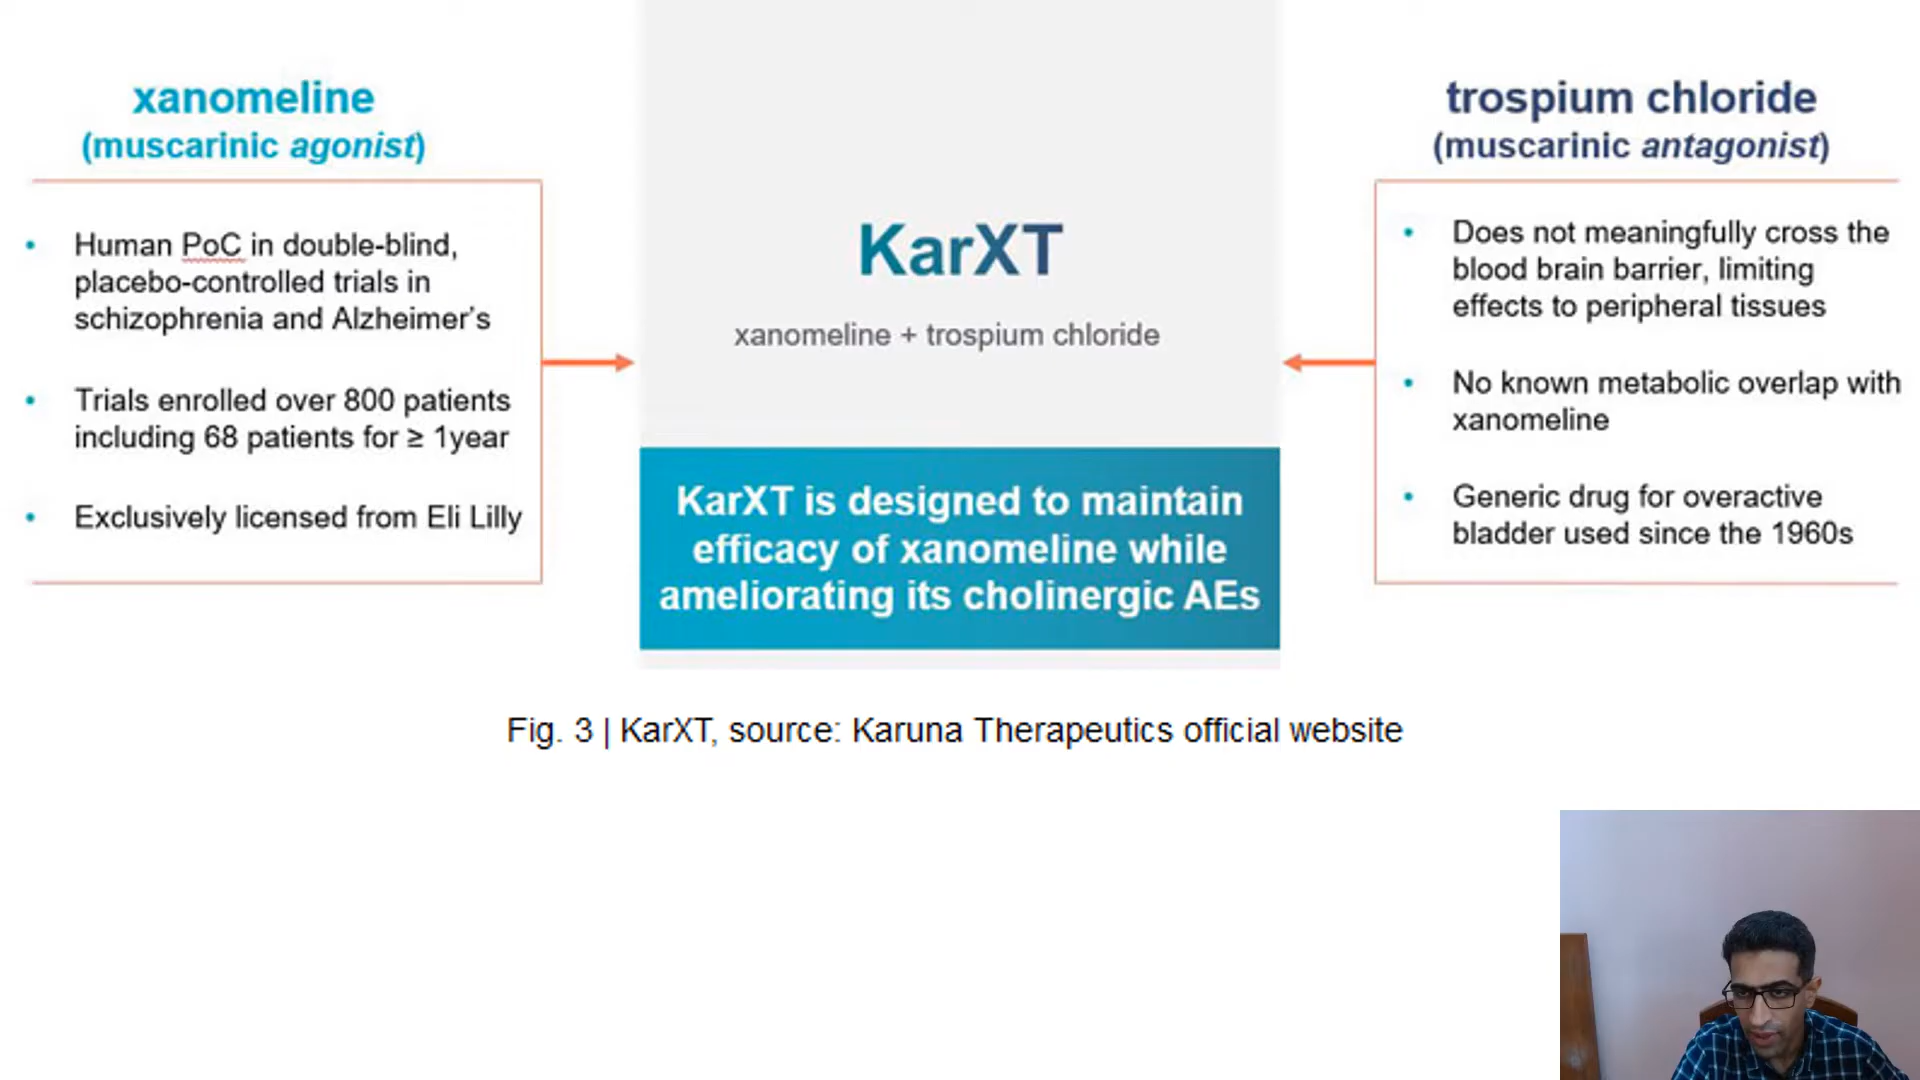 xanomeline
(muscarinic agonist)
• Human PoC in double-blind,
placebo-controlled trials in
schizophrenia and Alzheimer's
• Trials enrolled over 800 patients
including 68 patients for ≥ 1year
• Exclusively licensed from Eli Lilly
KarXT
xanomeline + trospium chloride
KarXT is designed to maintain
efficacy of xanomeline while
ameliorating its cholinergic AEs
trospium chloride
(muscarinic antagonist)
• Does not meaningfully cross the
blood brain barrier, limiting
effects to peripheral tissues
• No known metabolic overlap with
xanomeline
• Generic drug for overactive
bladder used since the 1960s
Fig. 3 | KarXT, source: Karuna Therapeutics official website